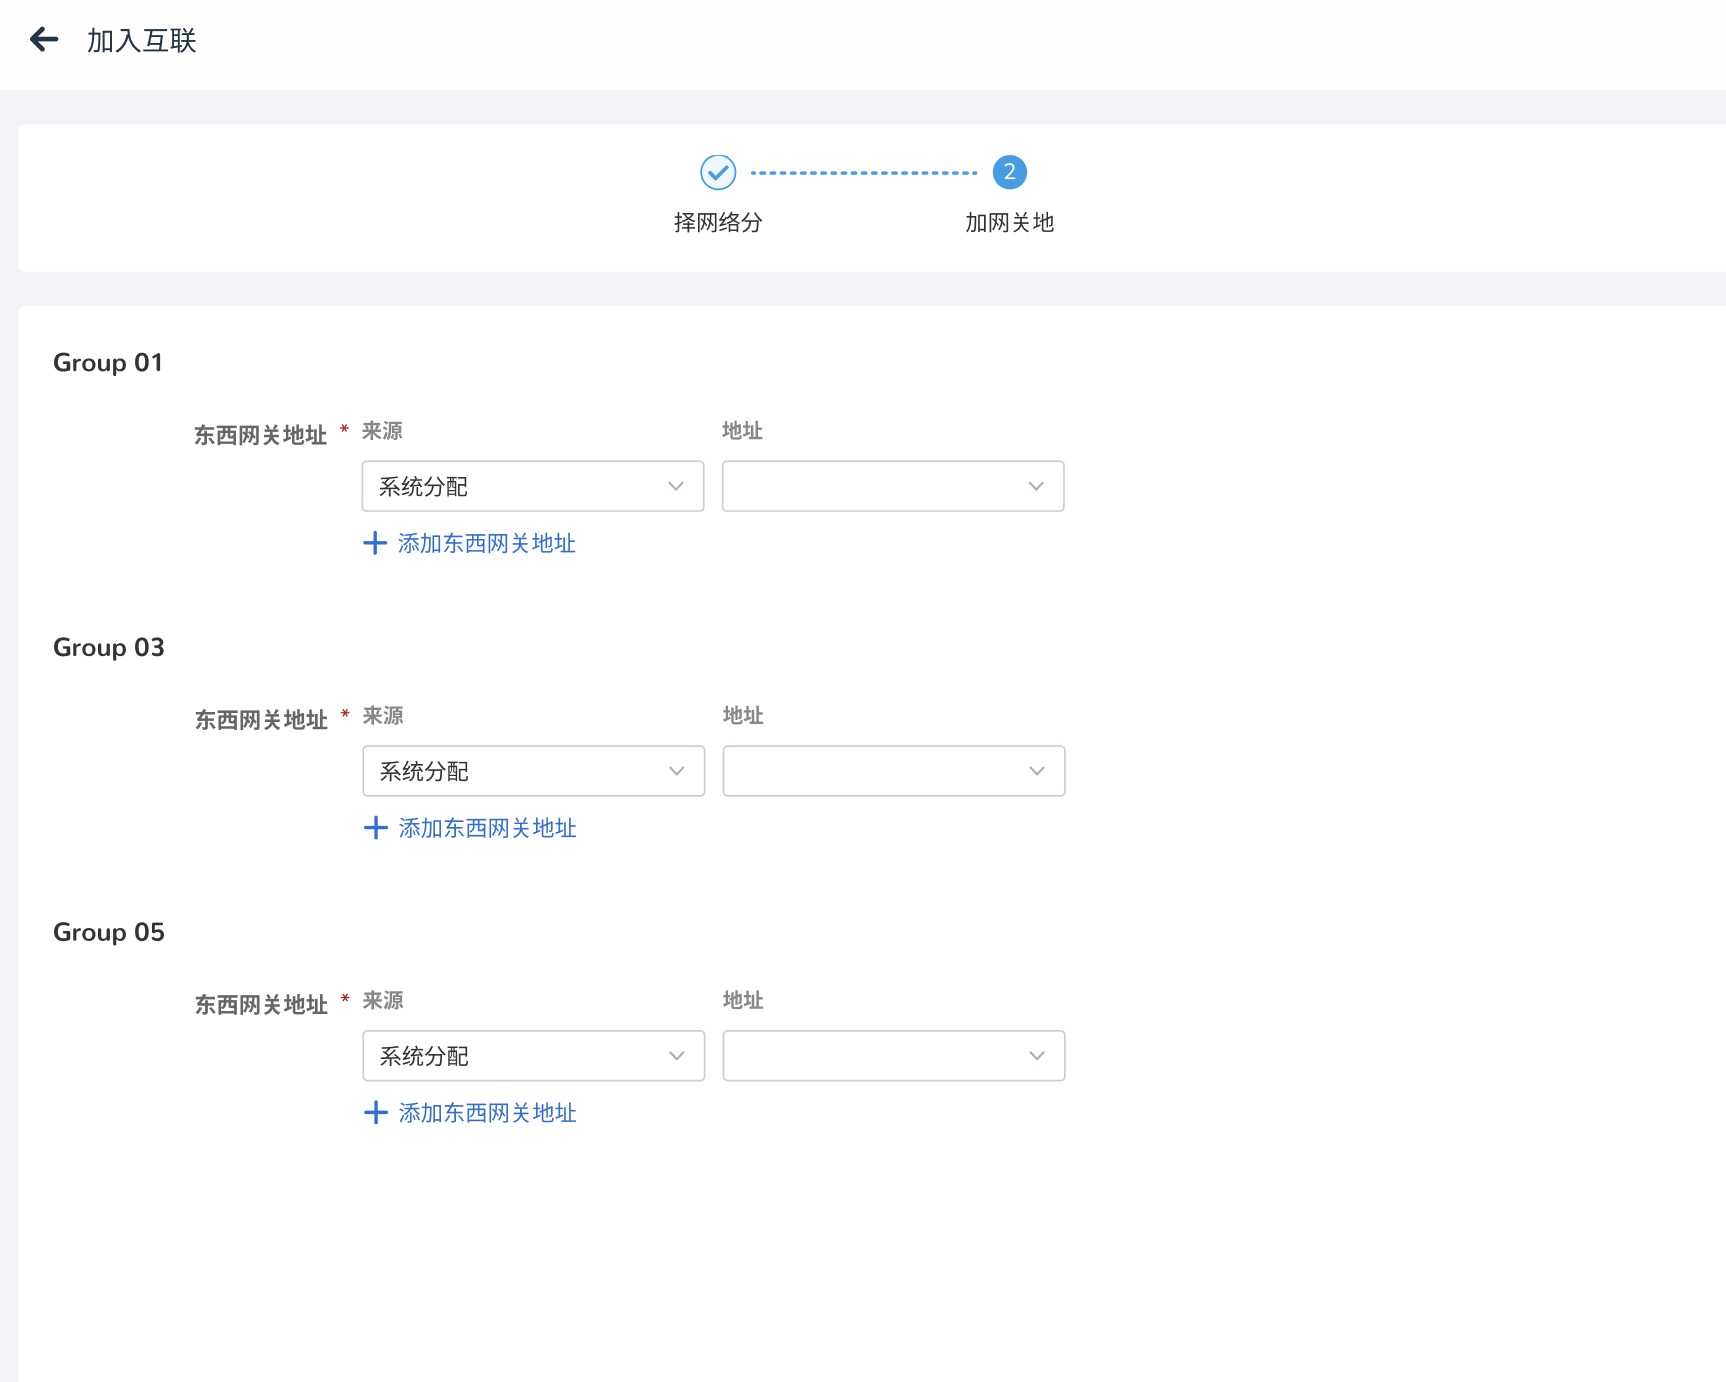 加入互联
2
择网络分
加网关地
Group 01
东西网关地址 * 来源 地址
系统分配
添加东西网关地址
Group 03
东西网关地址 * 来源 地址
系统分配
添加东西网关地址
Group 05
东西网关地址 * 来源 地址
系统分配
添加东西网关地址